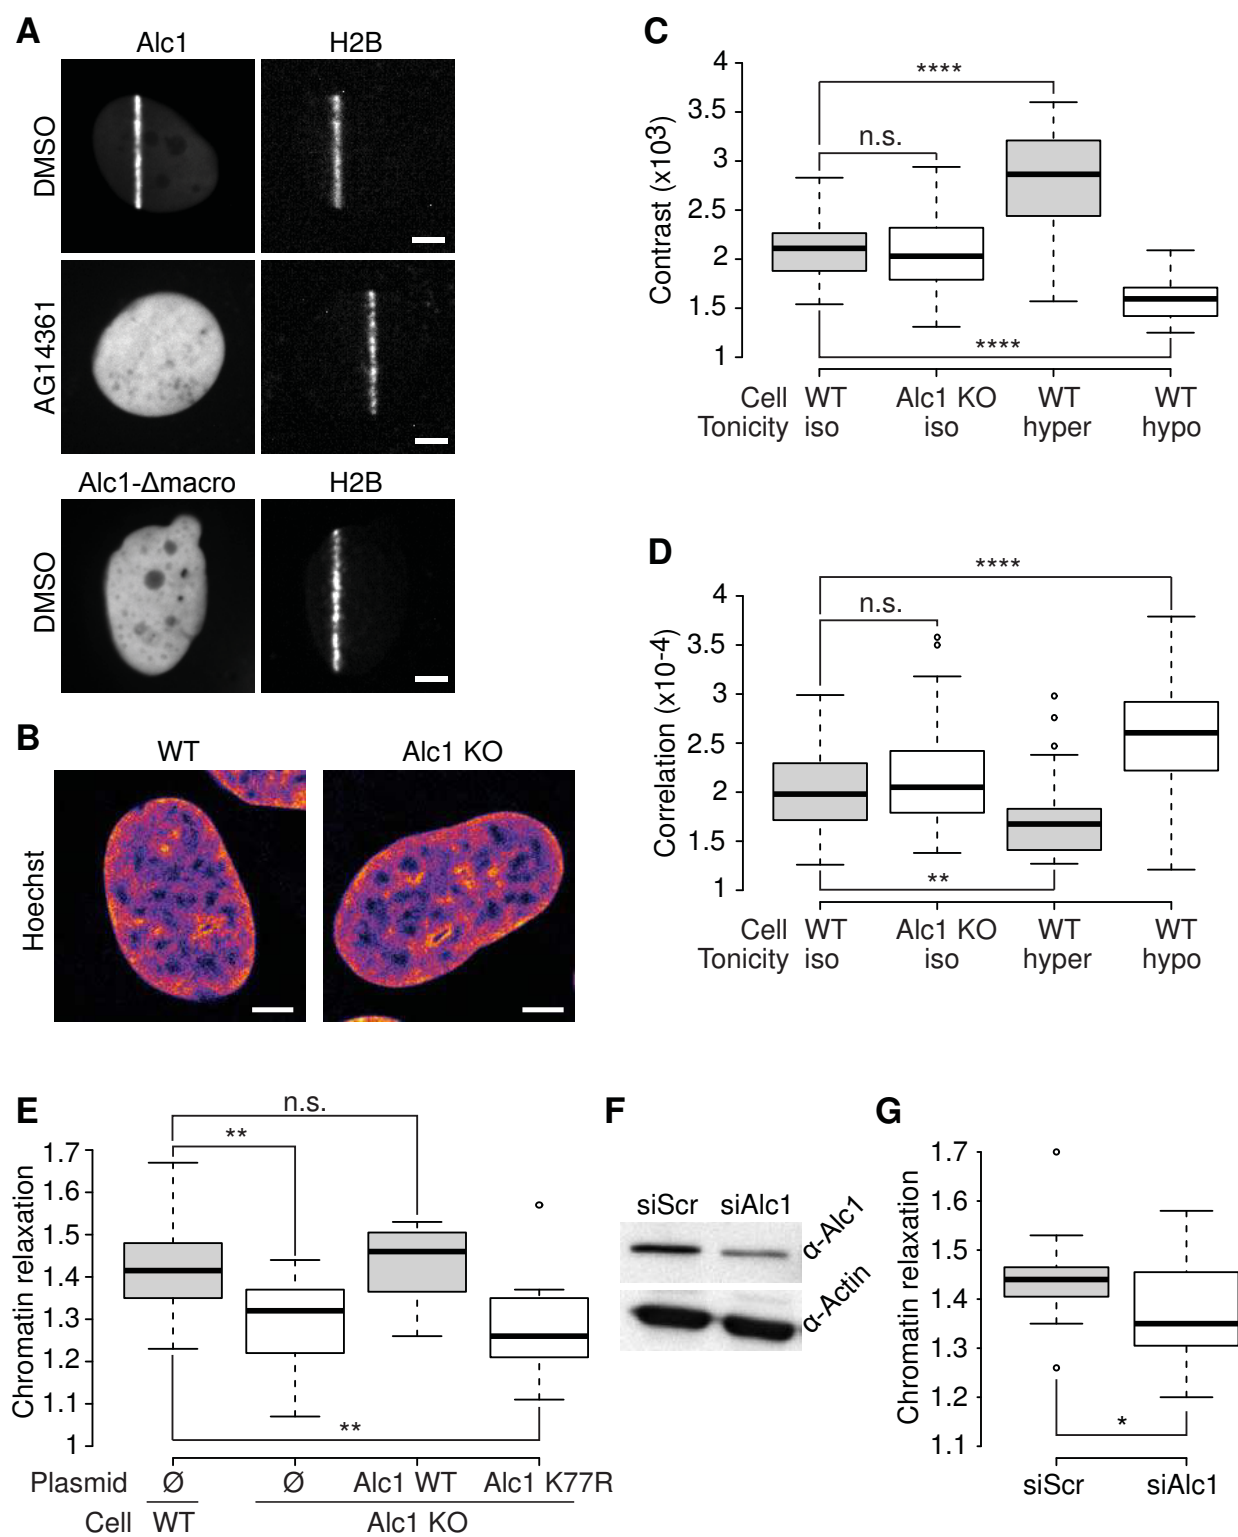 A
Alc1 H2B
DMSO
AG14361
Alc1-Δmacro H2B
DMSO
B
WT Alc1 KO
Hoechst
C
Contrast (x10³)
4
3.5
3
2.5
2
1.5
1
****
n.s.
****
Cell WT Alc1 KO WT WT
Tonicity iso iso hyper hypo
D
Correlation (x10-4)
4
3.5
3
2.5
2
1.5
1
****
n.s.
**
Cell WT Alc1 KO WT WT
Tonicity iso iso hyper hypo
E
Chromatin relaxation
1.7
1.6
1.5
1.4
1.3
1.2
1.1
1
n.s.
**
**
Plasmid Ø Ø Alc1 WT Alc1 K77R
Cell WT Alc1 KO
F
siScr siAlc1
α-Alc1
α-Actin
G
Chromatin relaxation
1.7
1.6
1.5
1.4
1.3
1.2
1.1
*
siScr siAlc1